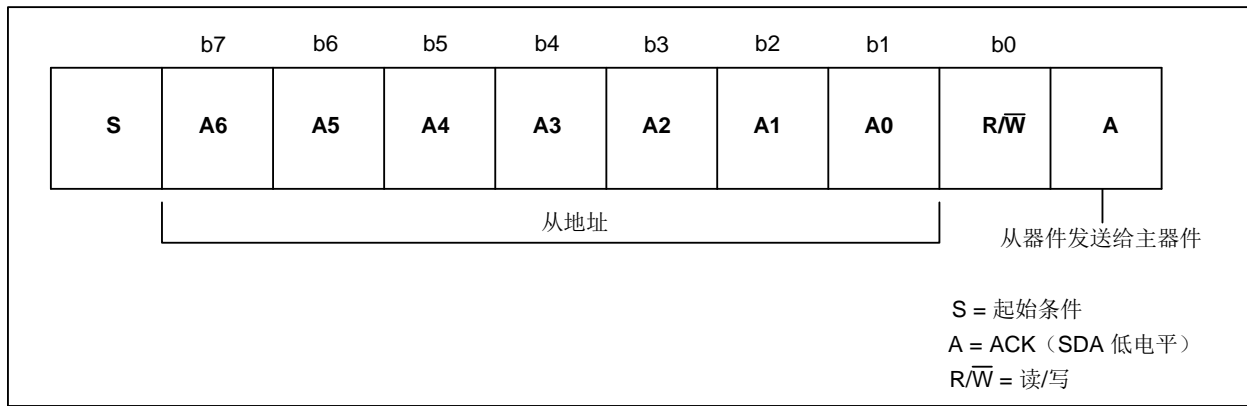 b7 b6 b5 b4 b3 b2 b1 b0
S A6 A5 A4 A3 A2 A1 A0 R/W̅ A
从地址
从器件发送给主器件
S = 起始条件
A = ACK（SDA 低电平）
R/W̅ = 读/写